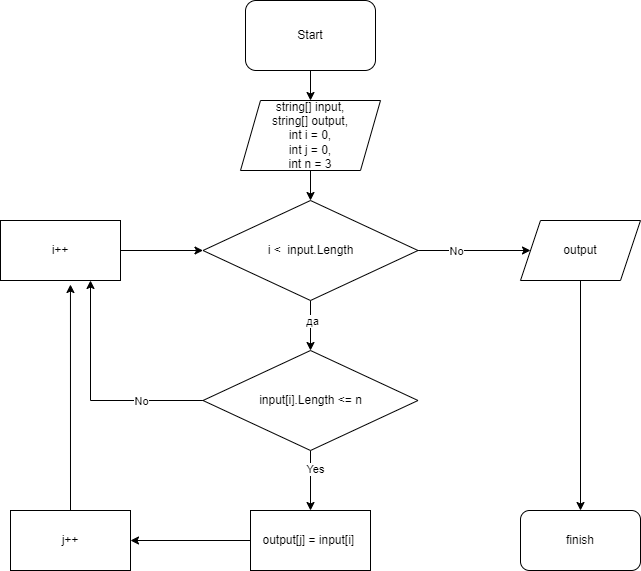 Start
string[] input,
string[] output,
int i = 0,
int j = 0,
int n = 3
i++
i < input.Length
No
output
да
input[i].Length <= n
No
Yes
j++
output[j] = input[i]
finish